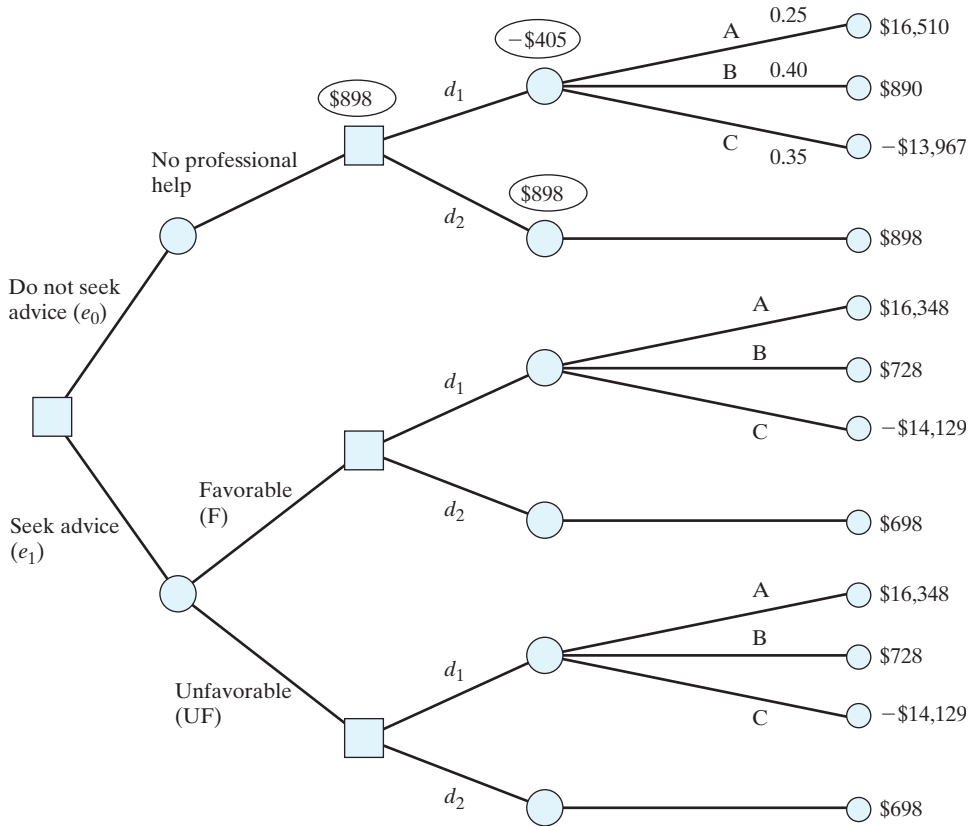 0.25
A
$16,510
−$405
B
0.40
$890
$898
d1
C
0.35
−$13,967
No professional
help
$898
d2
$898
Do not seek
advice (e0)
A
$16,348
B
$728
d1
C
−$14,129
Favorable
(F)
d2
$698
Seek advice
(e1)
A
$16,348
B
$728
d1
C
−$14,129
Unfavorable
(UF)
d2
$698